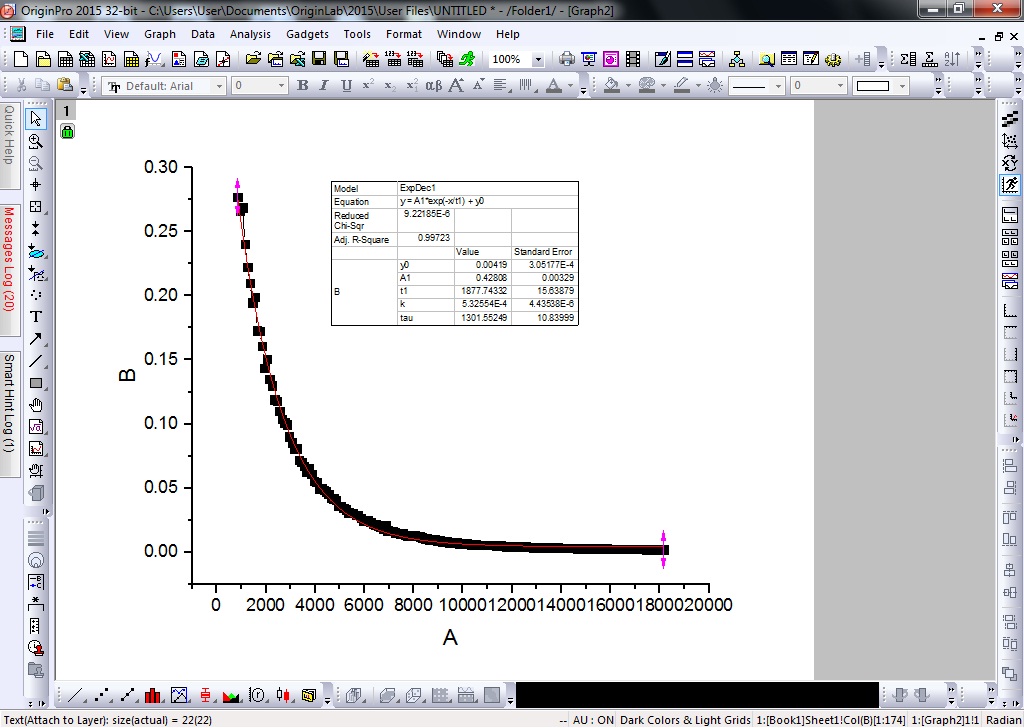 OriginPro 2015 32-bit - C:\Users\User\Documents\OriginLab\2015\User Files\UNTITLED * - /Folder1/ - [Graph2]
File Edit View Graph Data Analysis Gadgets Tools Format Window Help
100%
Default: Arial 0 B I U x² x₂ αβ A A A 0
Quick Help
Messages Log (20)
Smart Hint Log (1)
T
1
0.30
0.25
0.20
0.15
0.10
0.05
0.00
B
Model ExpDec1
Equation y = A1*exp(-x/t1) + y0
Reduced Chi-Sqr 9.22185E-6
Adj. R-Square 0.99723
Value Standard Error
B y0 0.00419 3.05177E-4
A1 0.42808 0.00329
t1 1877.74332 15.63879
k 5.32554E-4 4.43538E-6
tau 1301.55249 10.83999
0 2000 4000 6000 8000 10000 12000 14000 16000 18000 20000
A
Text(Attach to Layer): size(actual) = 22(22) -- AU : ON Dark Colors & Light Grids 1:[Book1]Sheet1!Col(B)[1:174] 1:[Graph2]1!1 Radian